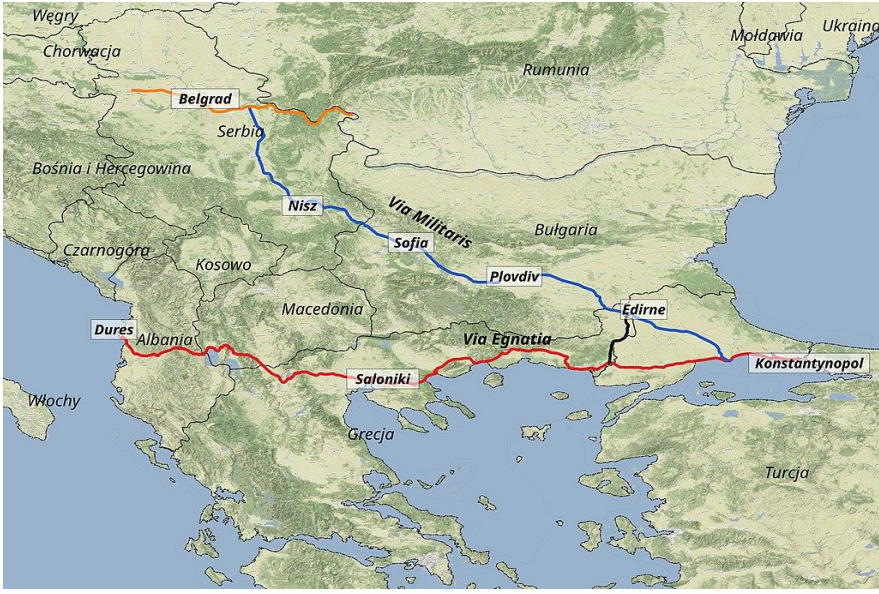 Węgry
Ukraina
Mołdawia
Chorwacja
Rumunia
Belgrad
Serbia
Bośnia i Hercegowina
Nisz
Via Militaris
Bułgaria
Sofia
Czarnogóra
Kosowo
Plovdiv
Macedonia
Edirne
Dures
Albania
Via Egnatia
Konstantynopol
Saloniki
Włochy
Grecja
Turcja